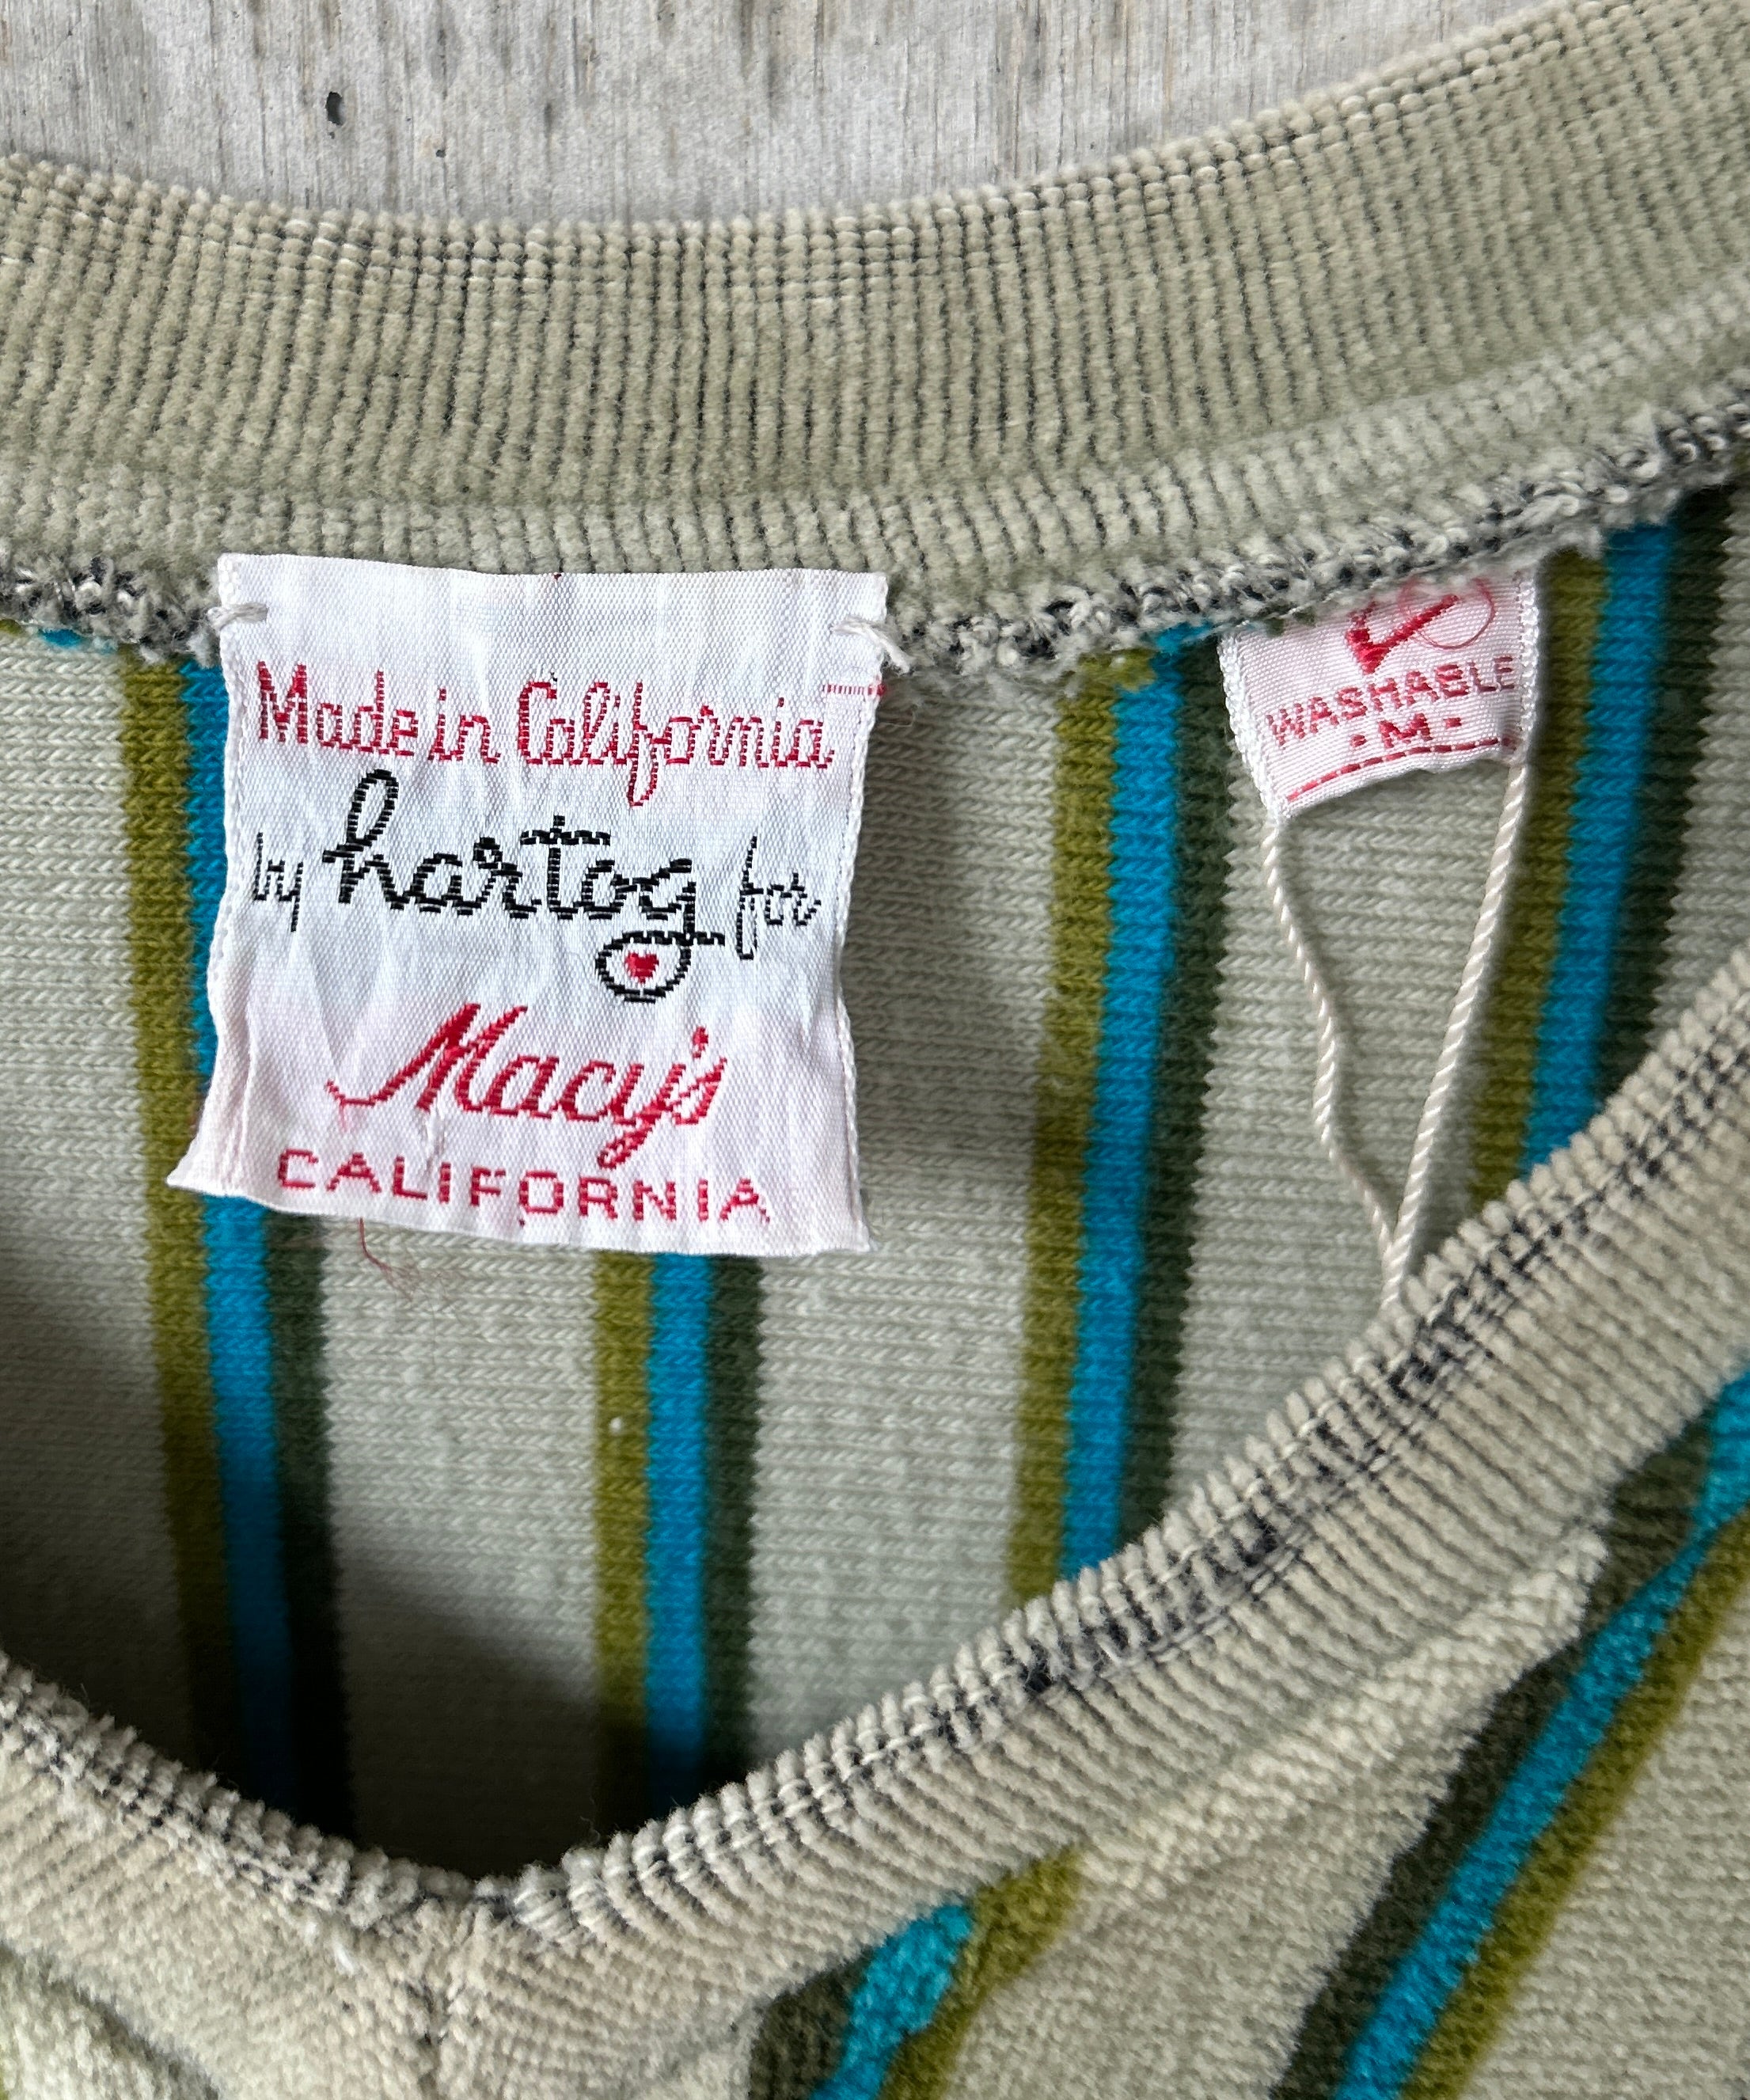 Made in California
by hartog for
Macy's
CALIFORNIA
WASHABLE
· M ·